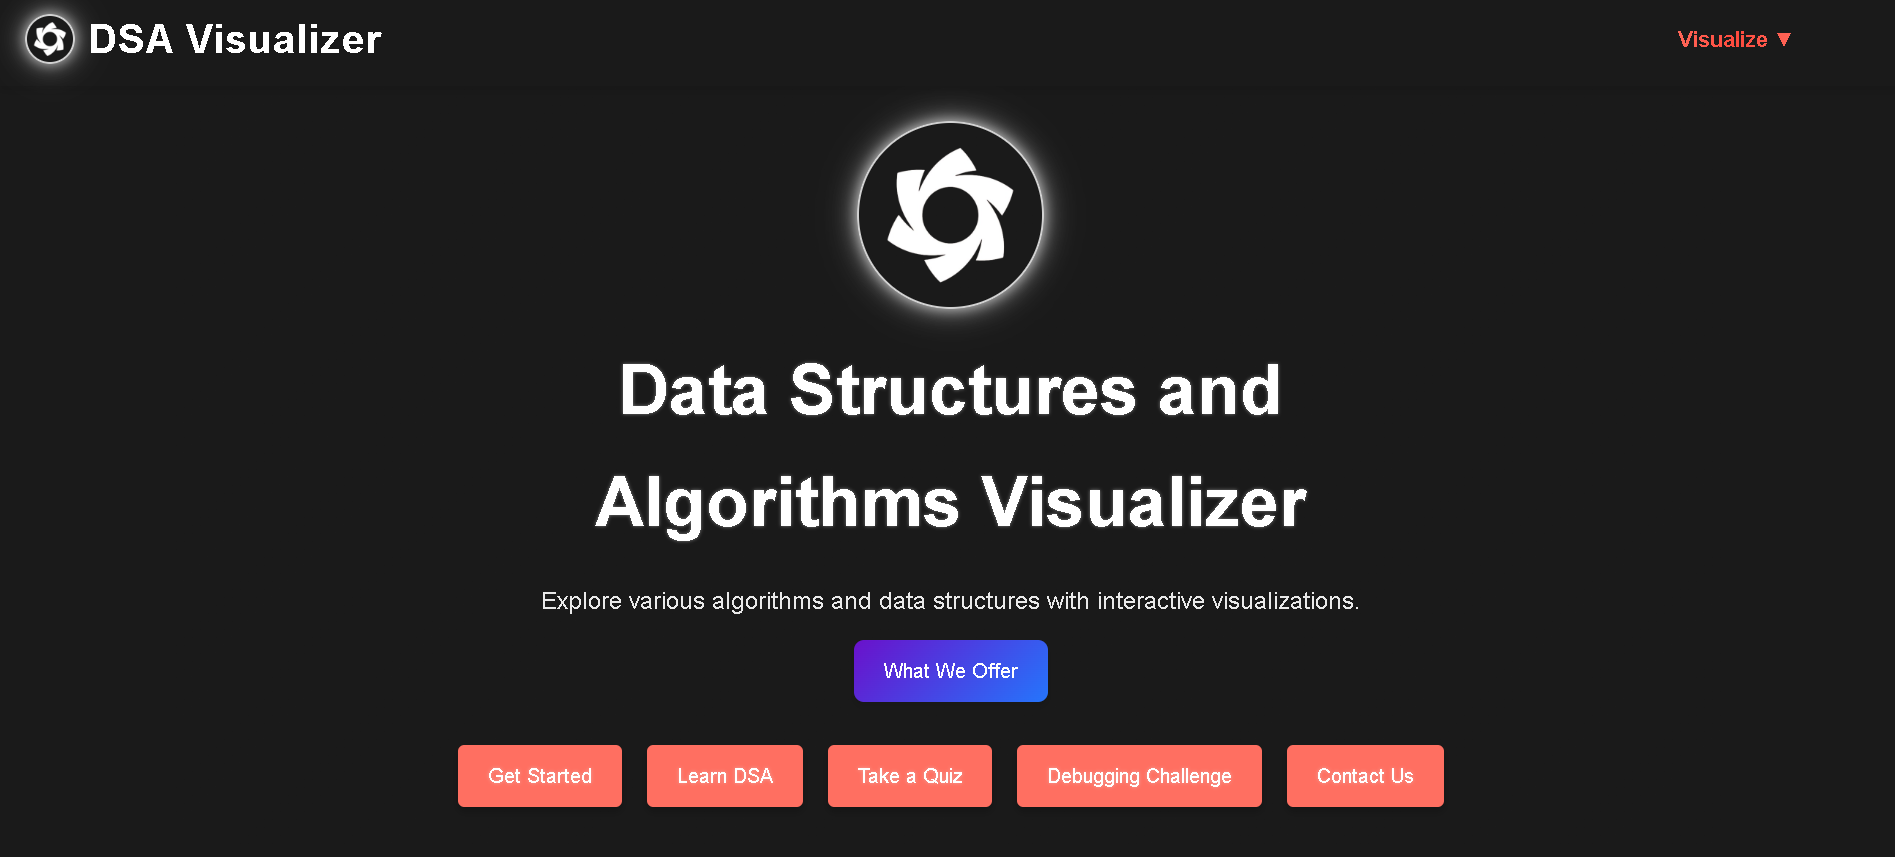 DSA Visualizer
Visualize ▼
Data Structures and
Algorithms Visualizer
Explore various algorithms and data structures with interactive visualizations.
What We Offer
Get Started
Learn DSA
Take a Quiz
Debugging Challenge
Contact Us